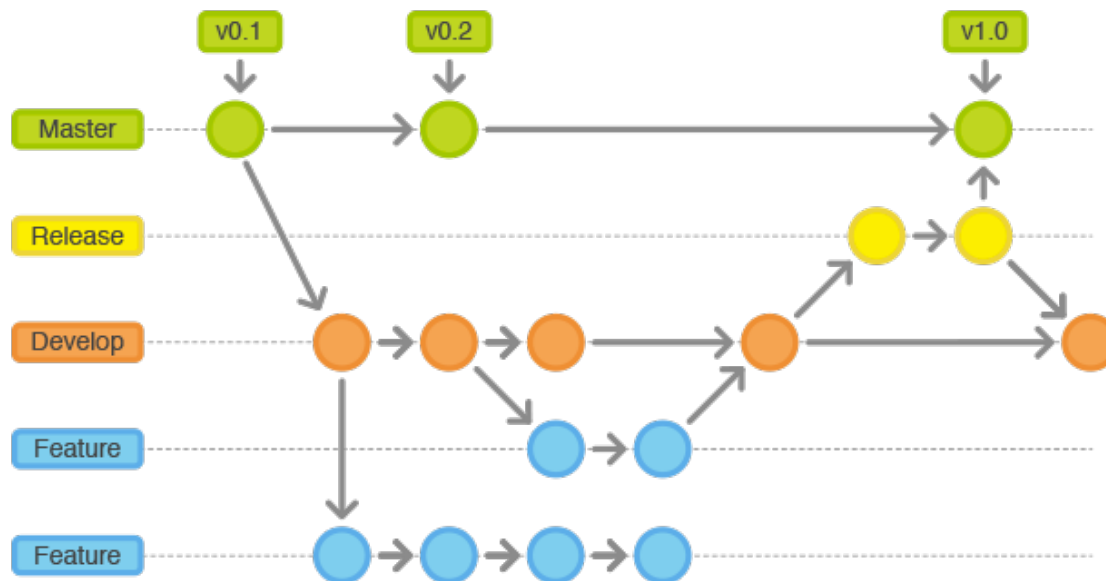 v0.1
v0.2
v1.0
Master
Release
Develop
Feature
Feature